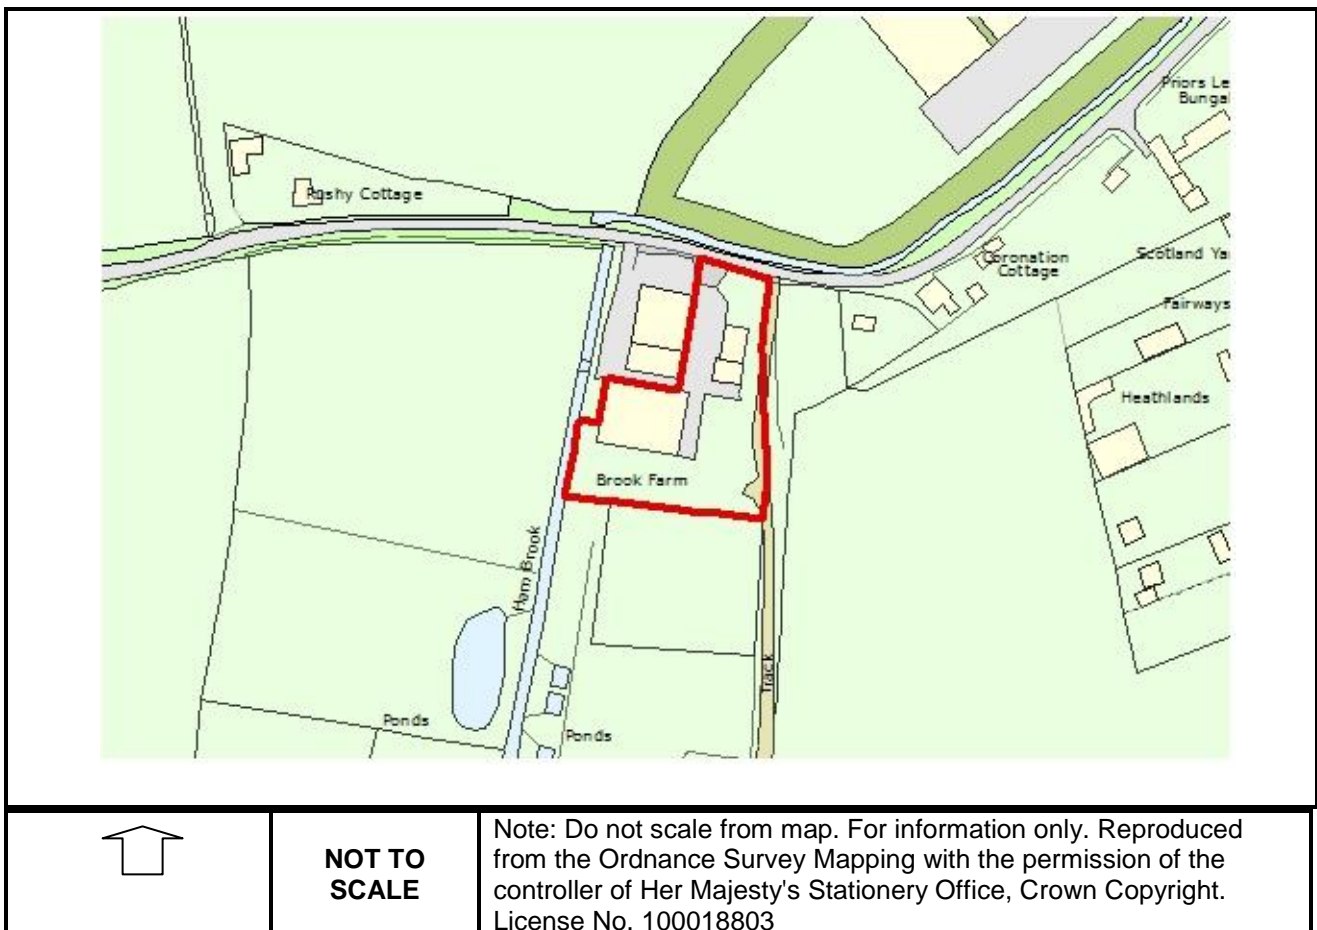 Priors Le
Bungal
Rushy Cottage
Coronation
Cottage
Scotland Ya
Fairways
Heathlands
Brook Farm
Ham Brook
Track
Ponds
Ponds
NOT TO
SCALE
Note: Do not scale from map. For information only. Reproduced
from the Ordnance Survey Mapping with the permission of the
controller of Her Majesty's Stationery Office, Crown Copyright.
License No. 100018803